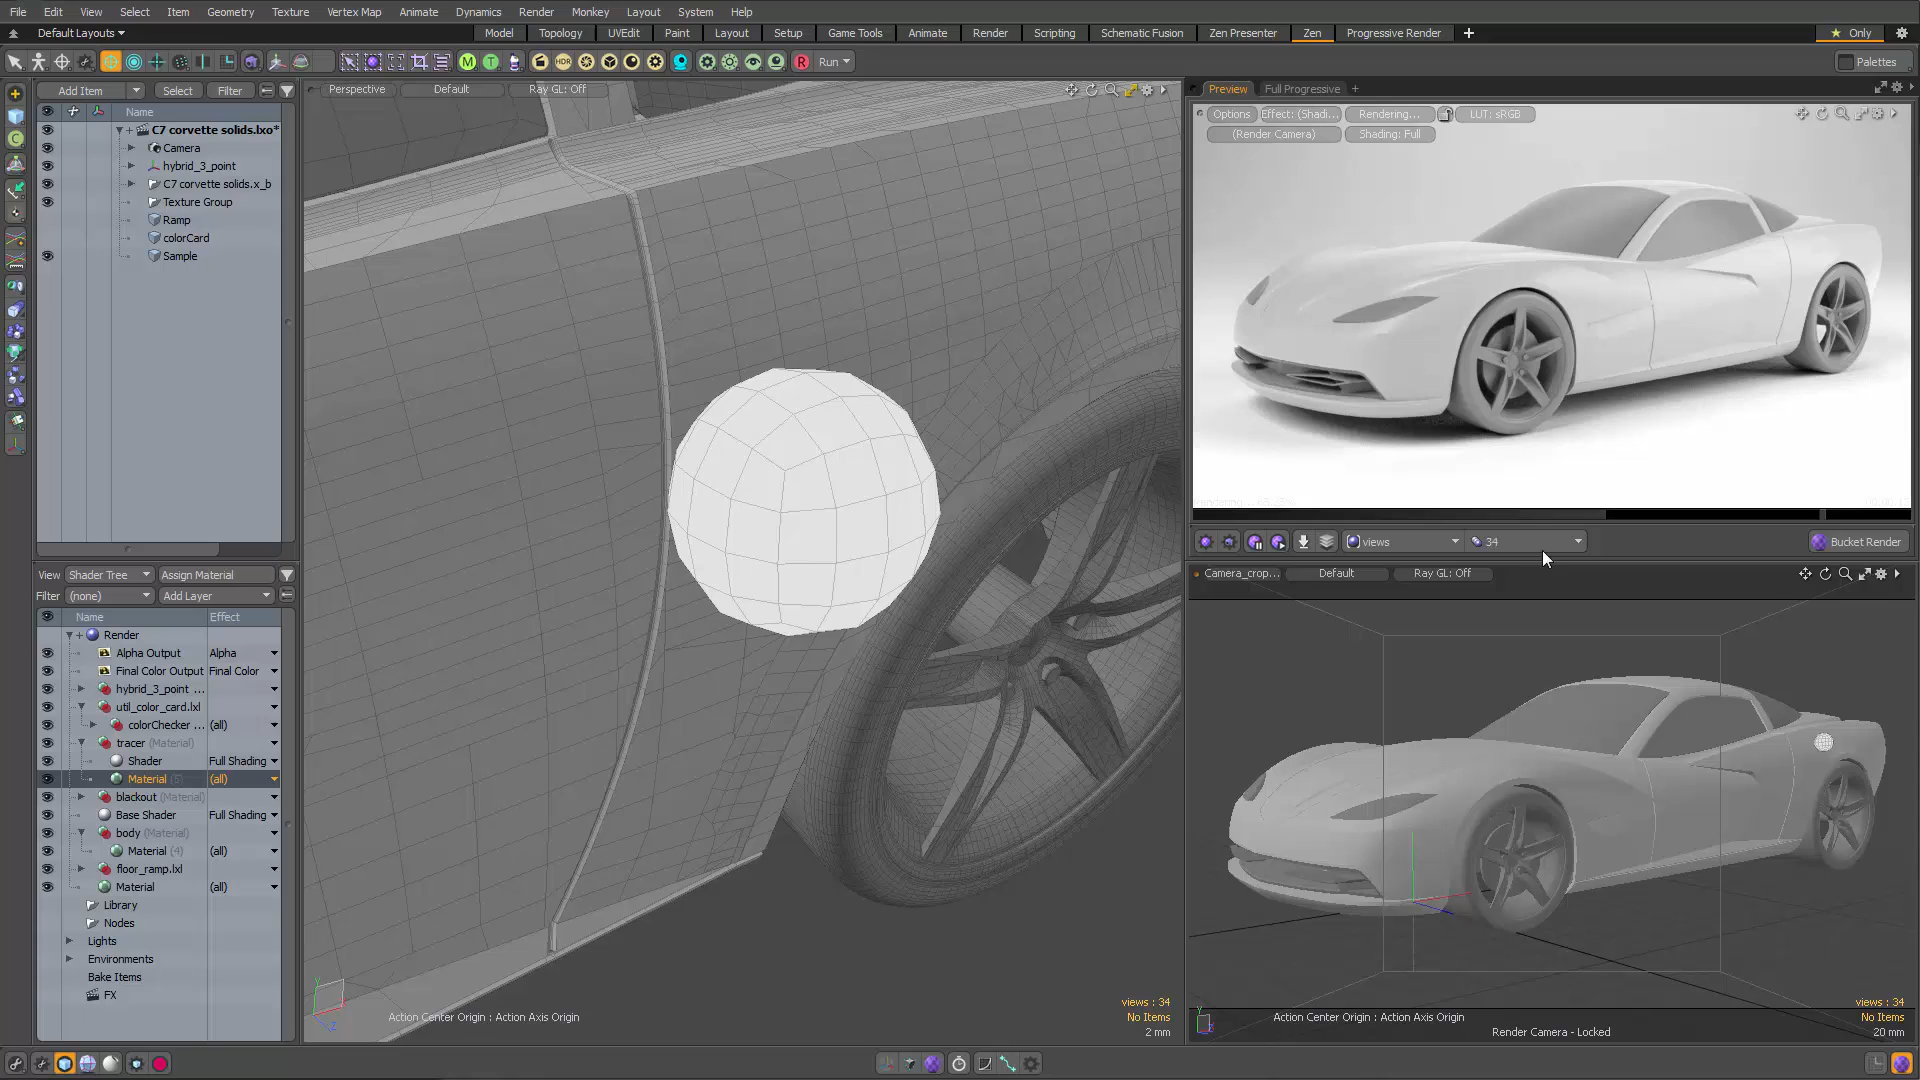 File Edit View Select Item Geometry Texture Vertex Map Animate Dynamics Render Monkey Layout System Help
Default Layouts Model Topology UVEdit Paint Layout Setup Game Tools Animate Render Scripting Schematic Fusion Zen Presenter Zen Progressive Render + Only
HDR M T R Run Palettes
Add Item Select Filter
Name
C7 corvette solids.lxo*
Camera
hybrid_3_point
C7 corvette solids.x_b
Texture Group
Ramp
colorCard
Sample
View Shader Tree Assign Material
Filter (none) Add Layer
Name Effect
Render
Alpha Output Alpha
Final Color Output Final Color
hybrid_3_point ...
util_color_card.lxl
colorChecker ... (all)
tracer (Material)
Shader Full Shading
Material (5) (all)
blackout (Material)
Base Shader Full Shading
body (Material)
Material (4) (all)
floor_ramp.lxl
Material (all)
Library
Nodes
Lights
Environments
Bake Items
FX
Perspective Default Ray GL: Off
Action Center Origin : Action Axis Origin
views : 34
No Items
2 mm
Preview Full Progressive +
Options Effect: (Shadi... Rendering... LUT: sRGB
(Render Camera) Shading: Full
views 34 Bucket Render
Camera_crop... Default Ray GL: Off
Action Center Origin : Action Axis Origin
Render Camera - Locked
views : 34
No Items
20 mm